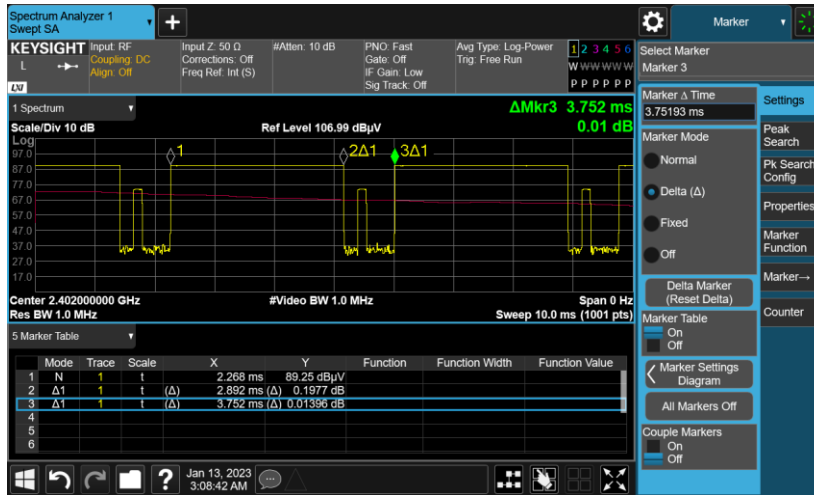 Spectrum Analyzer 1
Swept SA
Marker
KEYSIGHT
L
LXI
Input: RF
Coupling: DC
Align: Off
Input Z: 50 Ω
Corrections: Off
Freq Ref: Int (S)
#Atten: 10 dB
PNO: Fast
Gate: Off
IF Gain: Low
Sig Track: Off
Avg Type: Log-Power
Trig: Free Run
1 2 3 4 5 6
W W W W W W
P P P P P P
Select Marker
Marker 3
1 Spectrum
ΔMkr3 3.752 ms
0.01 dB
Scale/Div 10 dB
Ref Level 106.99 dBµV
Log
97.0
87.0
77.0
67.0
57.0
47.0
37.0
27.0
17.0
1
2Δ1
3Δ1
Center 2.402000000 GHz
#Video BW 1.0 MHz
Span 0 Hz
Res BW 1.0 MHz
Sweep 10.0 ms (1001 pts)
5 Marker Table
Mode Trace Scale X Y Function Function Width Function Value
1 N 1 t 2.268 ms 89.25 dBµV
2 Δ1 1 t (Δ) 2.892 ms (Δ) 0.1977 dB
3 Δ1 1 t (Δ) 3.752 ms (Δ) 0.01396 dB
4
5
6
Marker Δ Time
3.75193 ms
Marker Mode
Normal
Delta (Δ)
Fixed
Off
Delta Marker
(Reset Delta)
Marker Table
On
Off
Marker Settings
Diagram
All Markers Off
Couple Markers
On
Off
Settings
Peak
Search
Pk Search
Config
Properties
Marker
Function
Marker→
Counter
?
Jan 13, 2023
3:08:42 AM